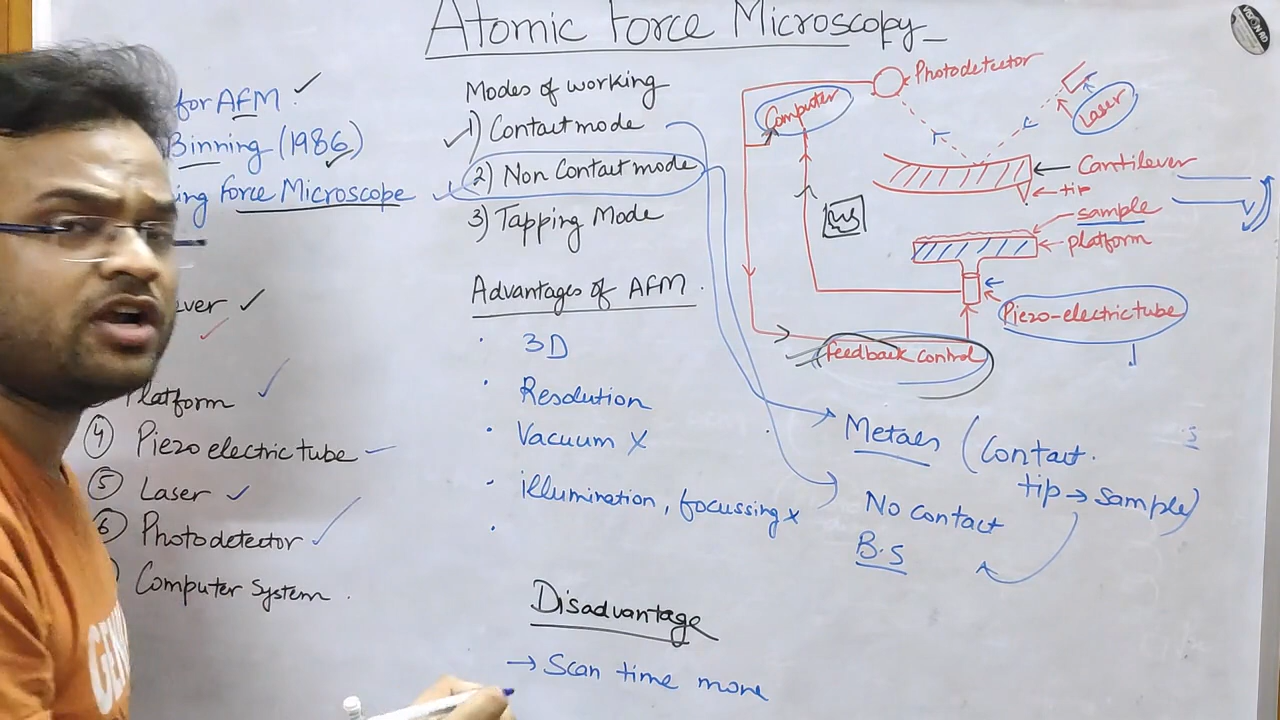 Atomic Force Microscopy
for AFM
Binning (1986)
ing Force Microscope
ever
Platform
④ Piezo electric tube
⑤ Laser
⑥ Photodetector
Computer System.
Modes of working
1) Contact mode
2) Non Contact mode
3) Tapping Mode
Advantages of AFM.
· 3D
· Resolution
· Vacuum X
· illumination, focussing x
·
Disadvantage
→ Scan time more
Computer
Photodetector
Laser
Cantilever
tip
sample
platform
Piezo-electric tube
Feedback control
Metals (Contact.
tip → sample)
No contact
B.S
GEN